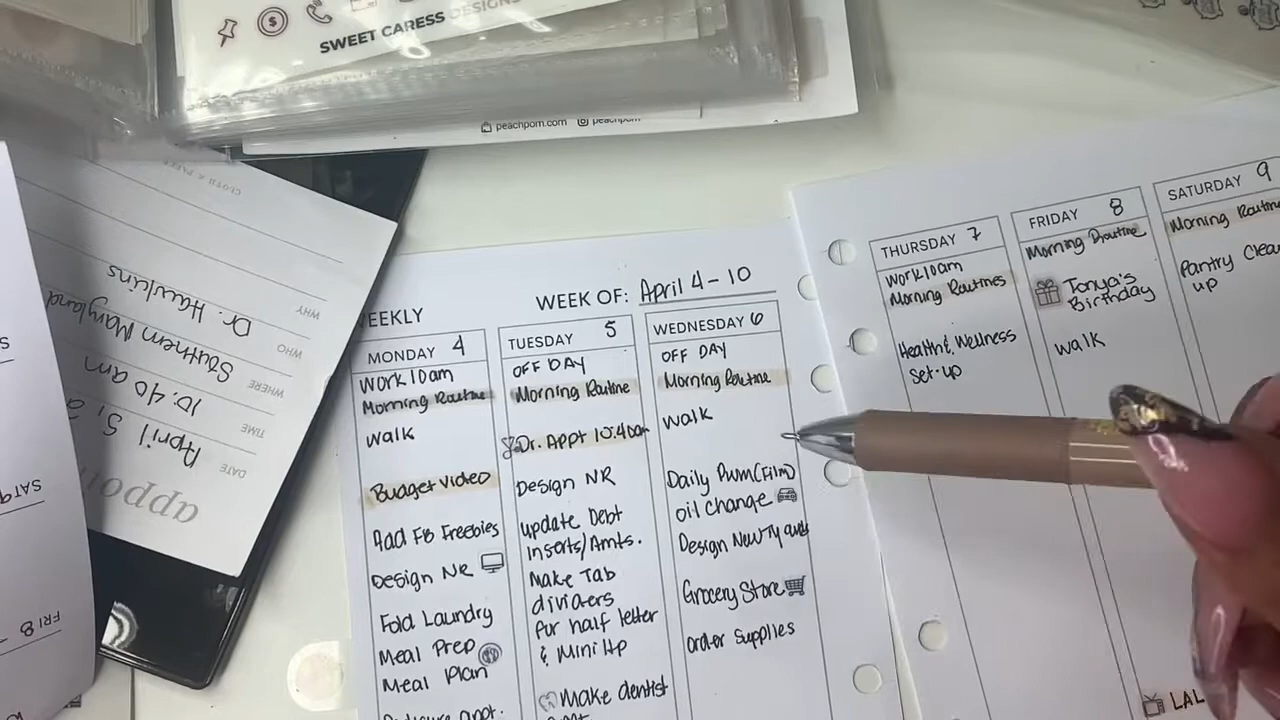 SWEET CARESS DESIGNS
peachpom.com
peachpom
CLOTH & PAPER
WHY
WHO Dr. Hawkins
WHERE Southern Maryland
TIME 10:40 am
DATE April 5, 2
appo
FRI 8
WEEKLY
WEEK OF: April 4 - 10
MONDAY 4
Work 10am
Morning Routine
Walk
Budget Video
Add FB Freebies
Design NR
Fold Laundry
Meal Prep
Meal Plan
TUESDAY 5
OFF DAY
Morning Routine
Dr. Appt 10:40am
Design NR
Update Debt
Inserts/Amts.
Make Tab
dividers
for half letter
& Mini Hp
Make dentist
WEDNESDAY 6
OFF DAY
Morning Routine
Walk
Daily Pwm (Film)
Oil Change
Design New Ty
Grocery Store
Order Supplies
THURSDAY 7
Work 10am
Morning Routines
Health & Wellness
Set-up
FRIDAY 8
Morning Routine
Tonya's
Birthday
Walk
SATURDAY 9
Morning Routine
Pantry Clean
up
LAL